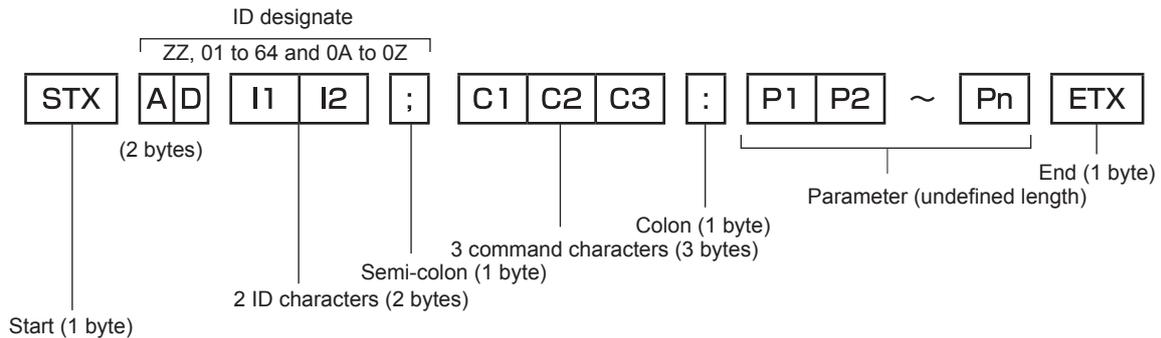 ID designate
ZZ, 01 to 64 and 0A to 0Z
STX AD I1 I2 ; C1 C2 C3 : P1 P2 ～ Pn ETX
(2 bytes)
End (1 byte)
Parameter (undefined length)
Colon (1 byte)
3 command characters (3 bytes)
Semi-colon (1 byte)
2 ID characters (2 bytes)
Start (1 byte)